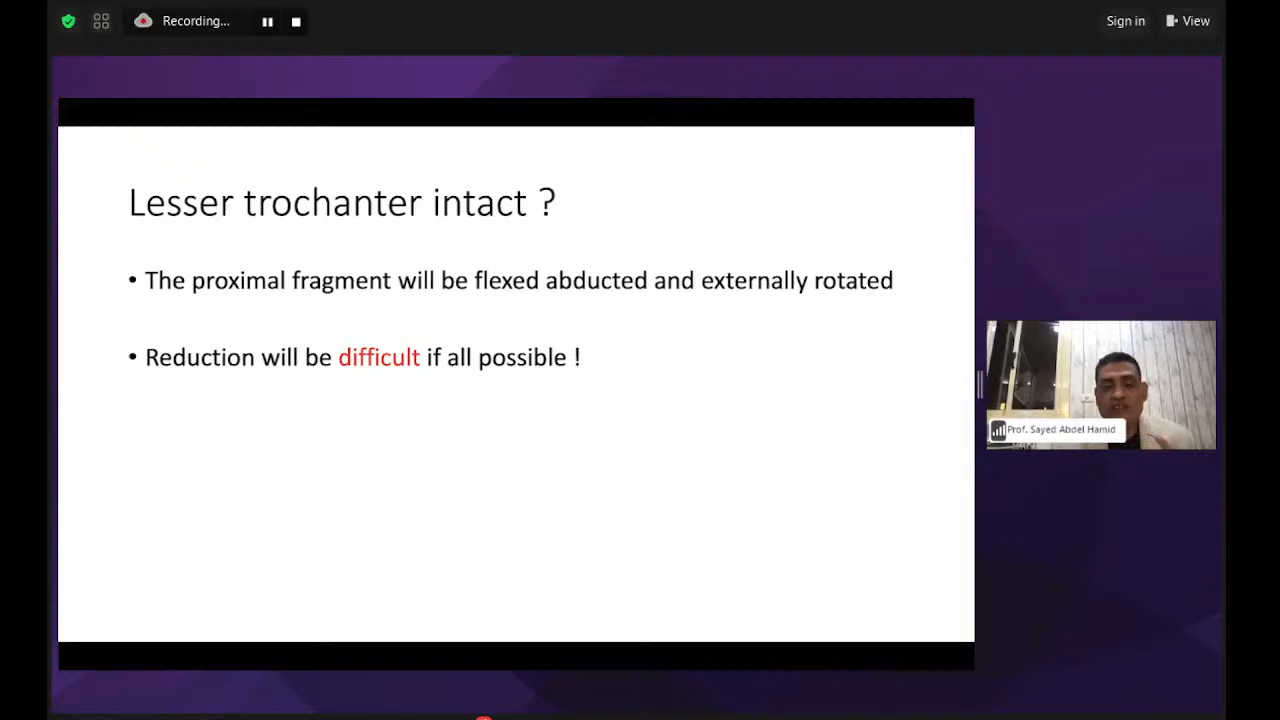 Recording...
Sign in
View
Lesser trochanter intact ?
• The proximal fragment will be flexed abducted and externally rotated
• Reduction will be difficult if all possible !
Prof. Sayed Abdel Hamid